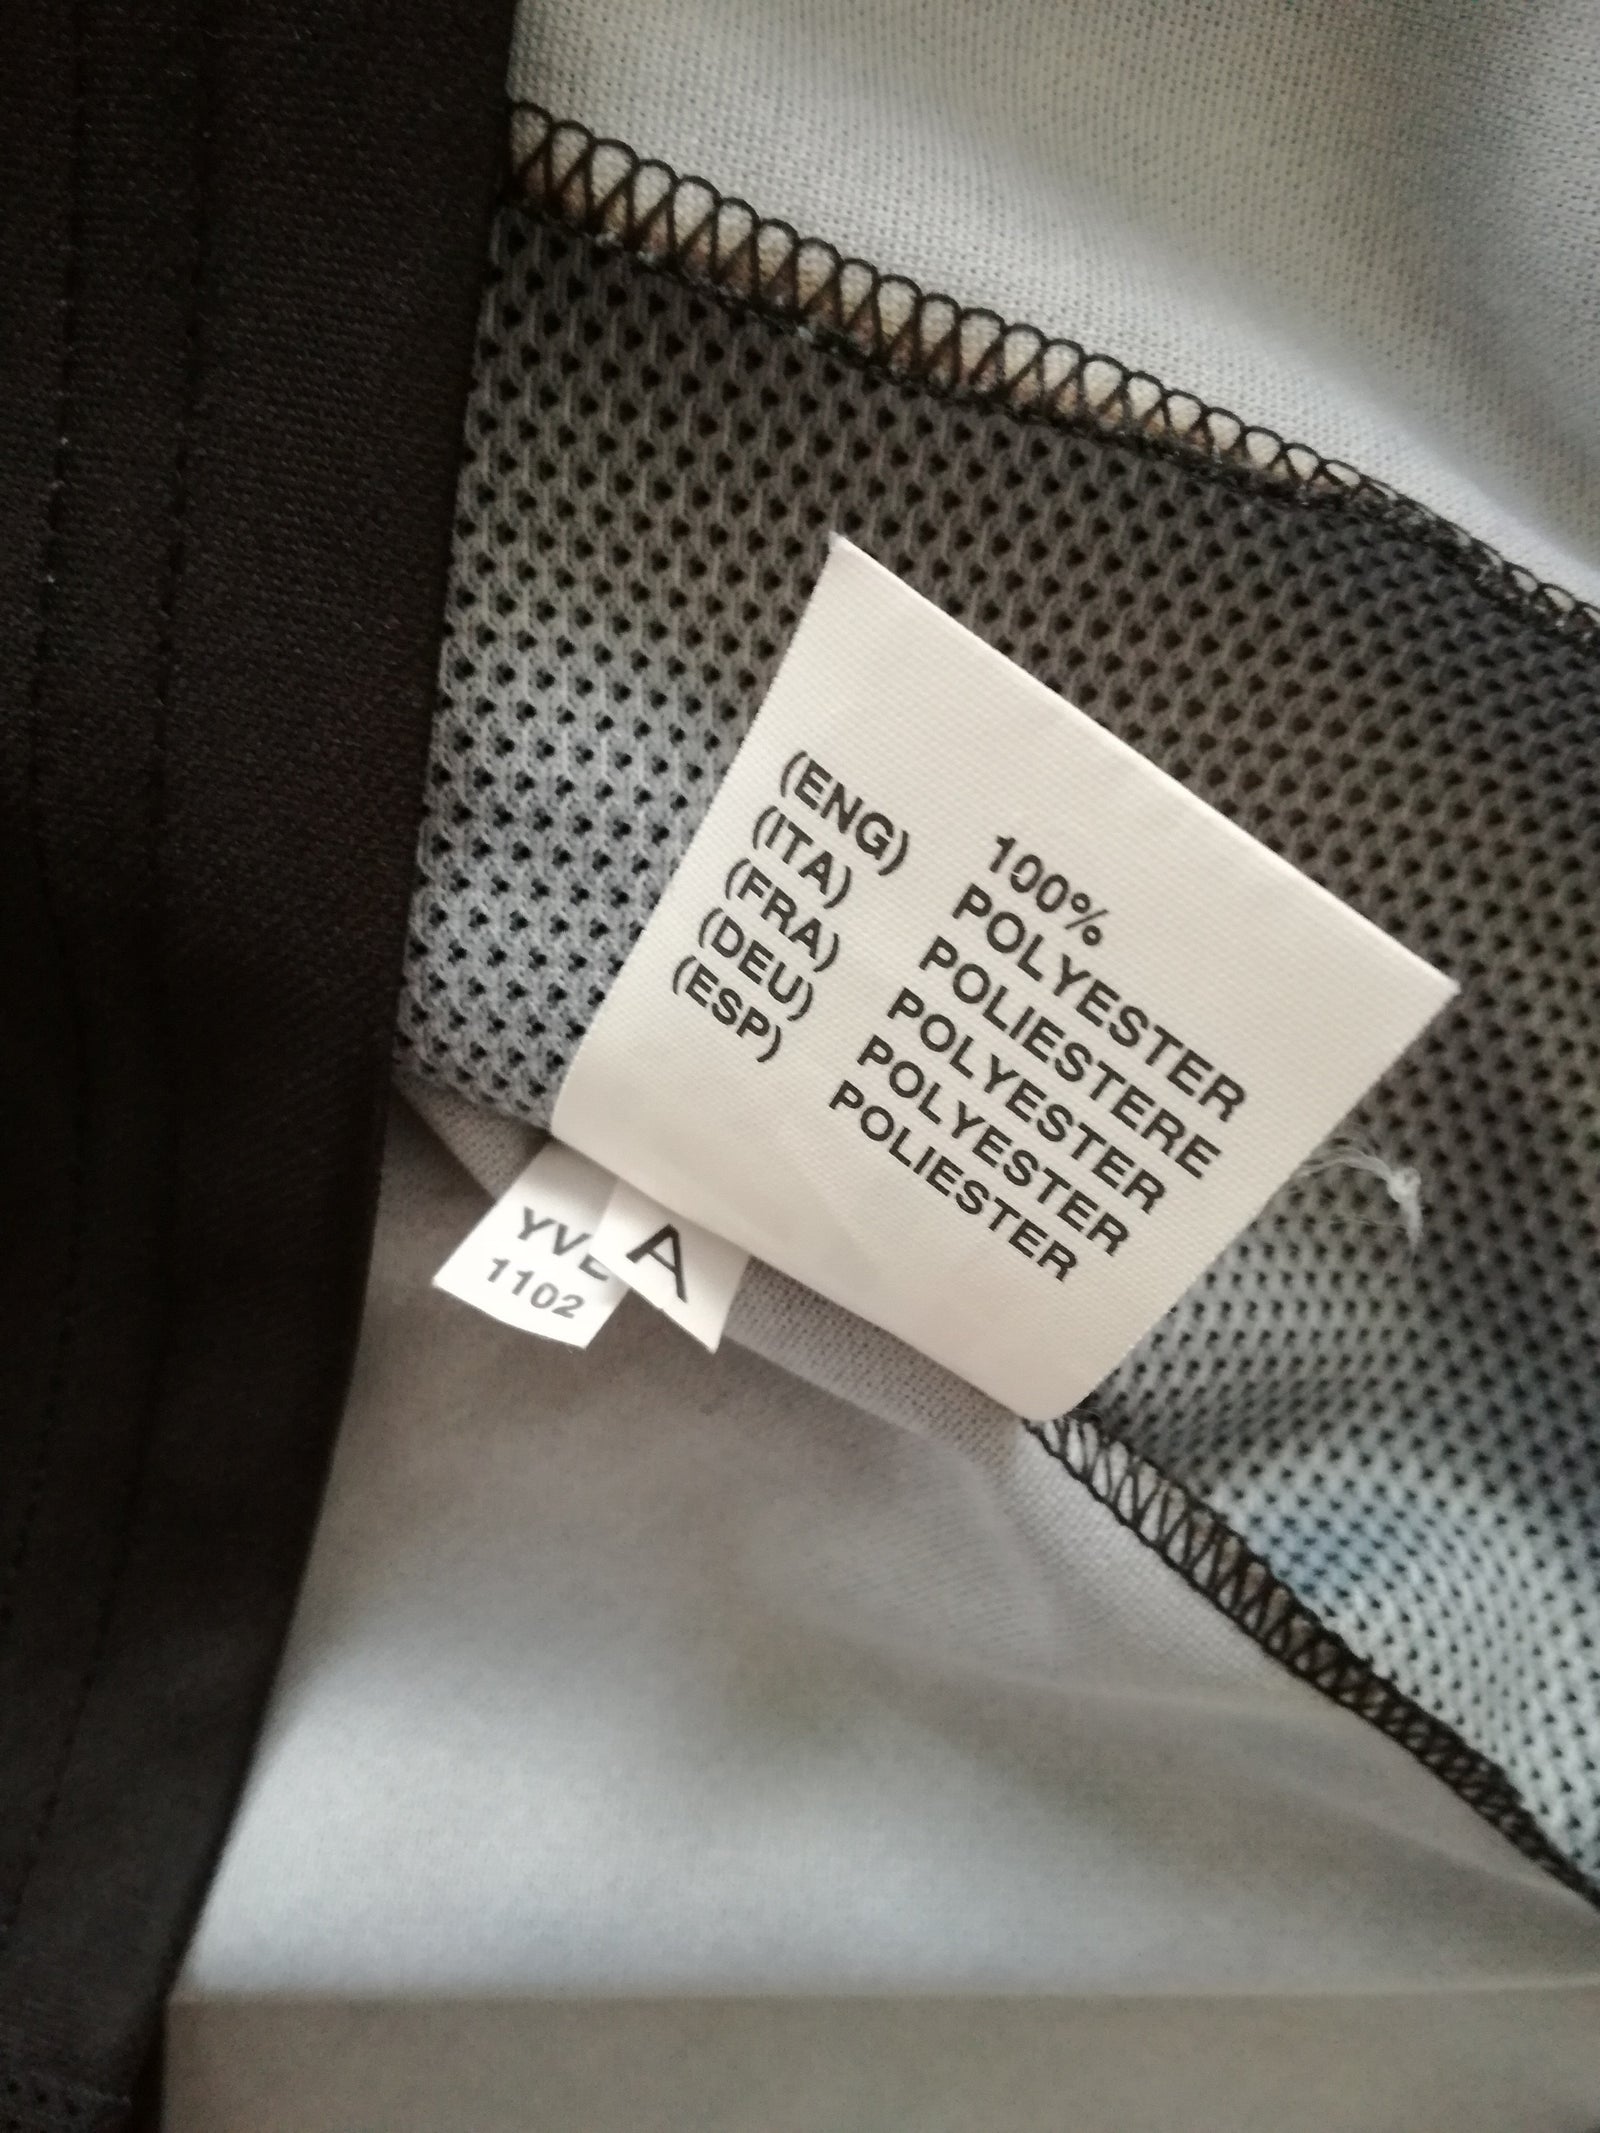 100%
(ENG) POLYESTER
(ITA) POLIESTERE
(FRA) POLYESTER
(DEU) POLYESTER
(ESP) POLIESTER
A
1102